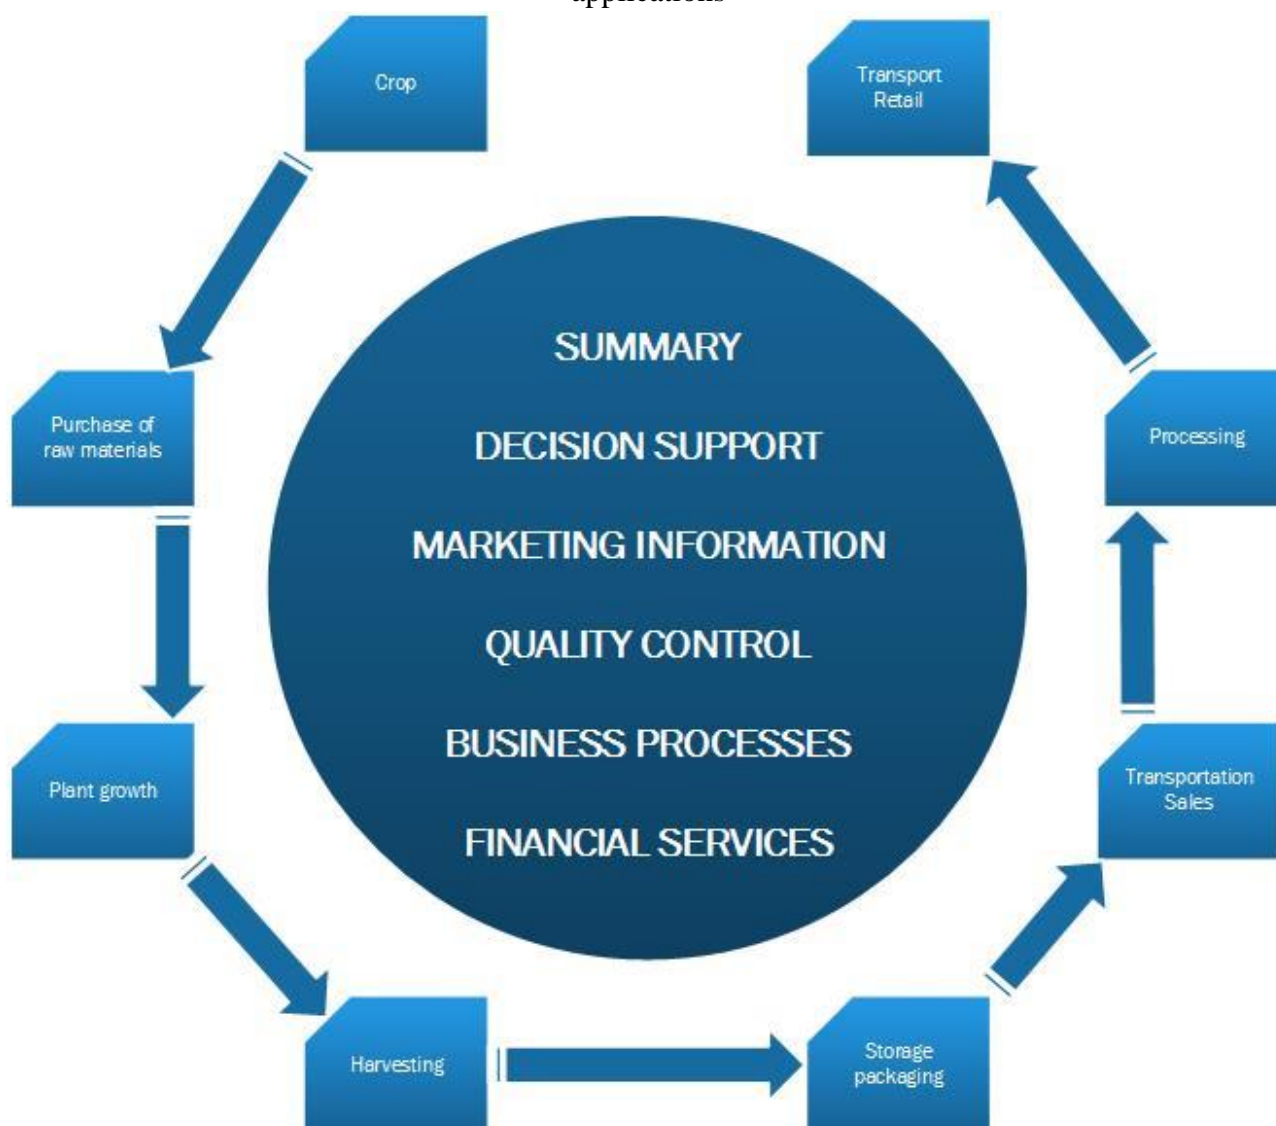 applications
Crop
Transport
Retail
SUMMARY
Purchase of
raw materials
DECISION SUPPORT
Processing
MARKETING INFORMATION
QUALITY CONTROL
BUSINESS PROCESSES
Plant growth
Transportation
Sales
FINANCIAL SERVICES
Harvesting
Storage
packaging